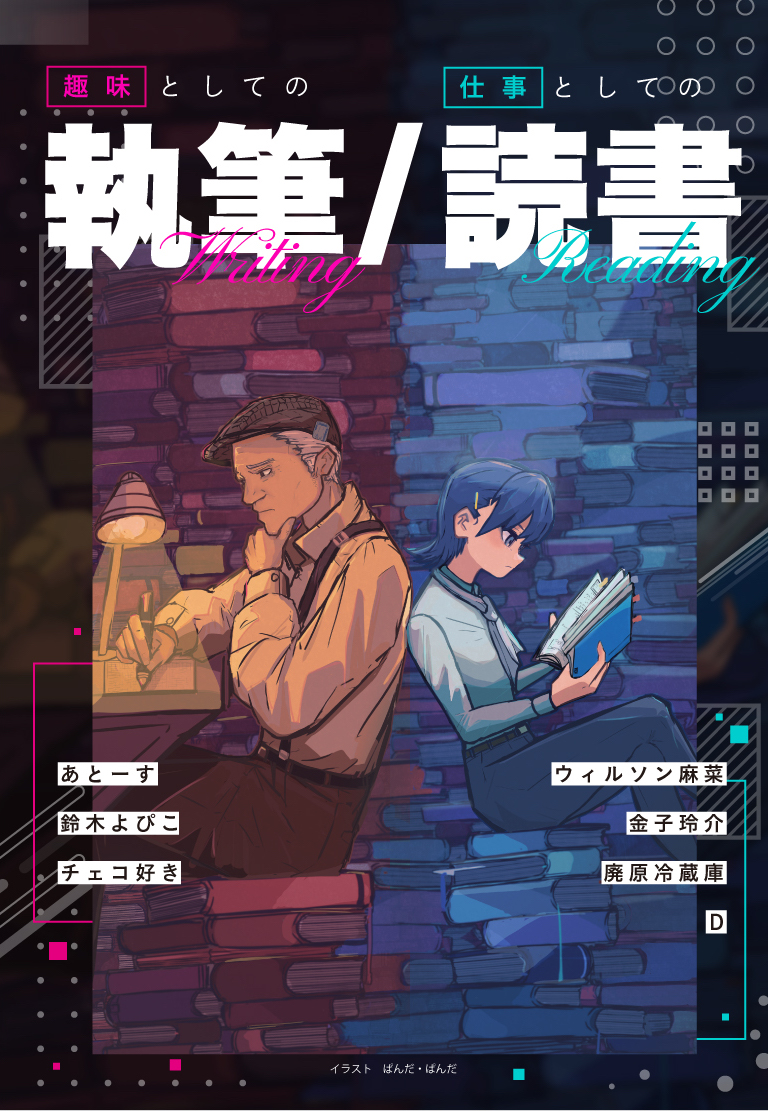 趣味としての
執筆/
Writing
仕事としての
読書
Reading
あとーす
鈴木よぴこ
チェコ好き
ウィルソン麻菜
金子玲介
廃原冷蔵庫
D
イラスト　ぱんだ・ぱんだ